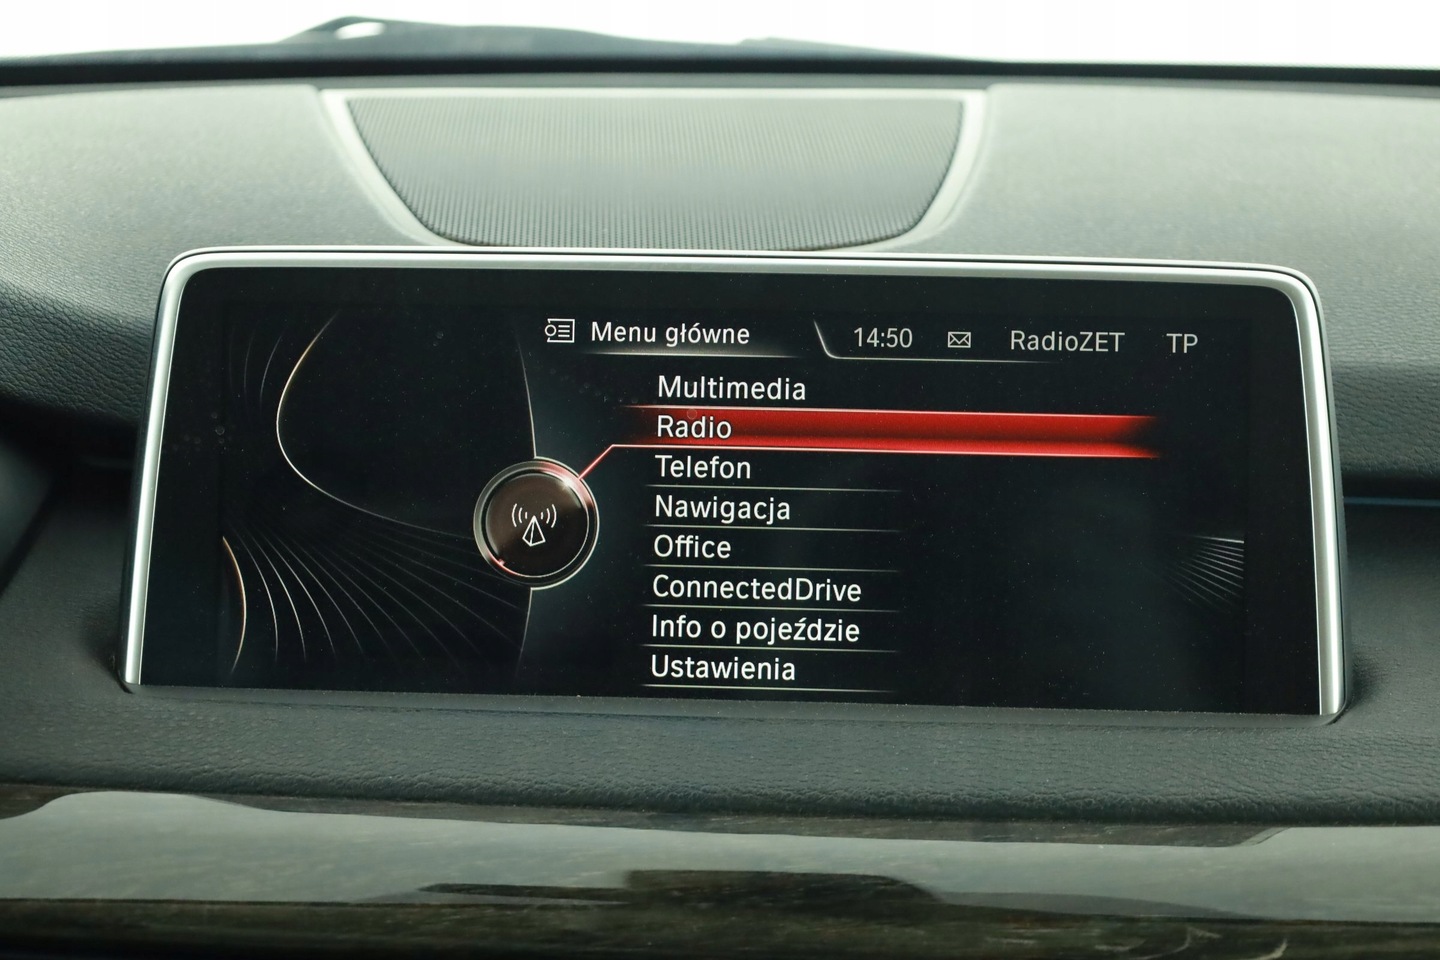 Menu główne
14:50 RadioZET TP
Multimedia
Radio
Telefon
Nawigacja
Office
ConnectedDrive
Info o pojeździe
Ustawienia